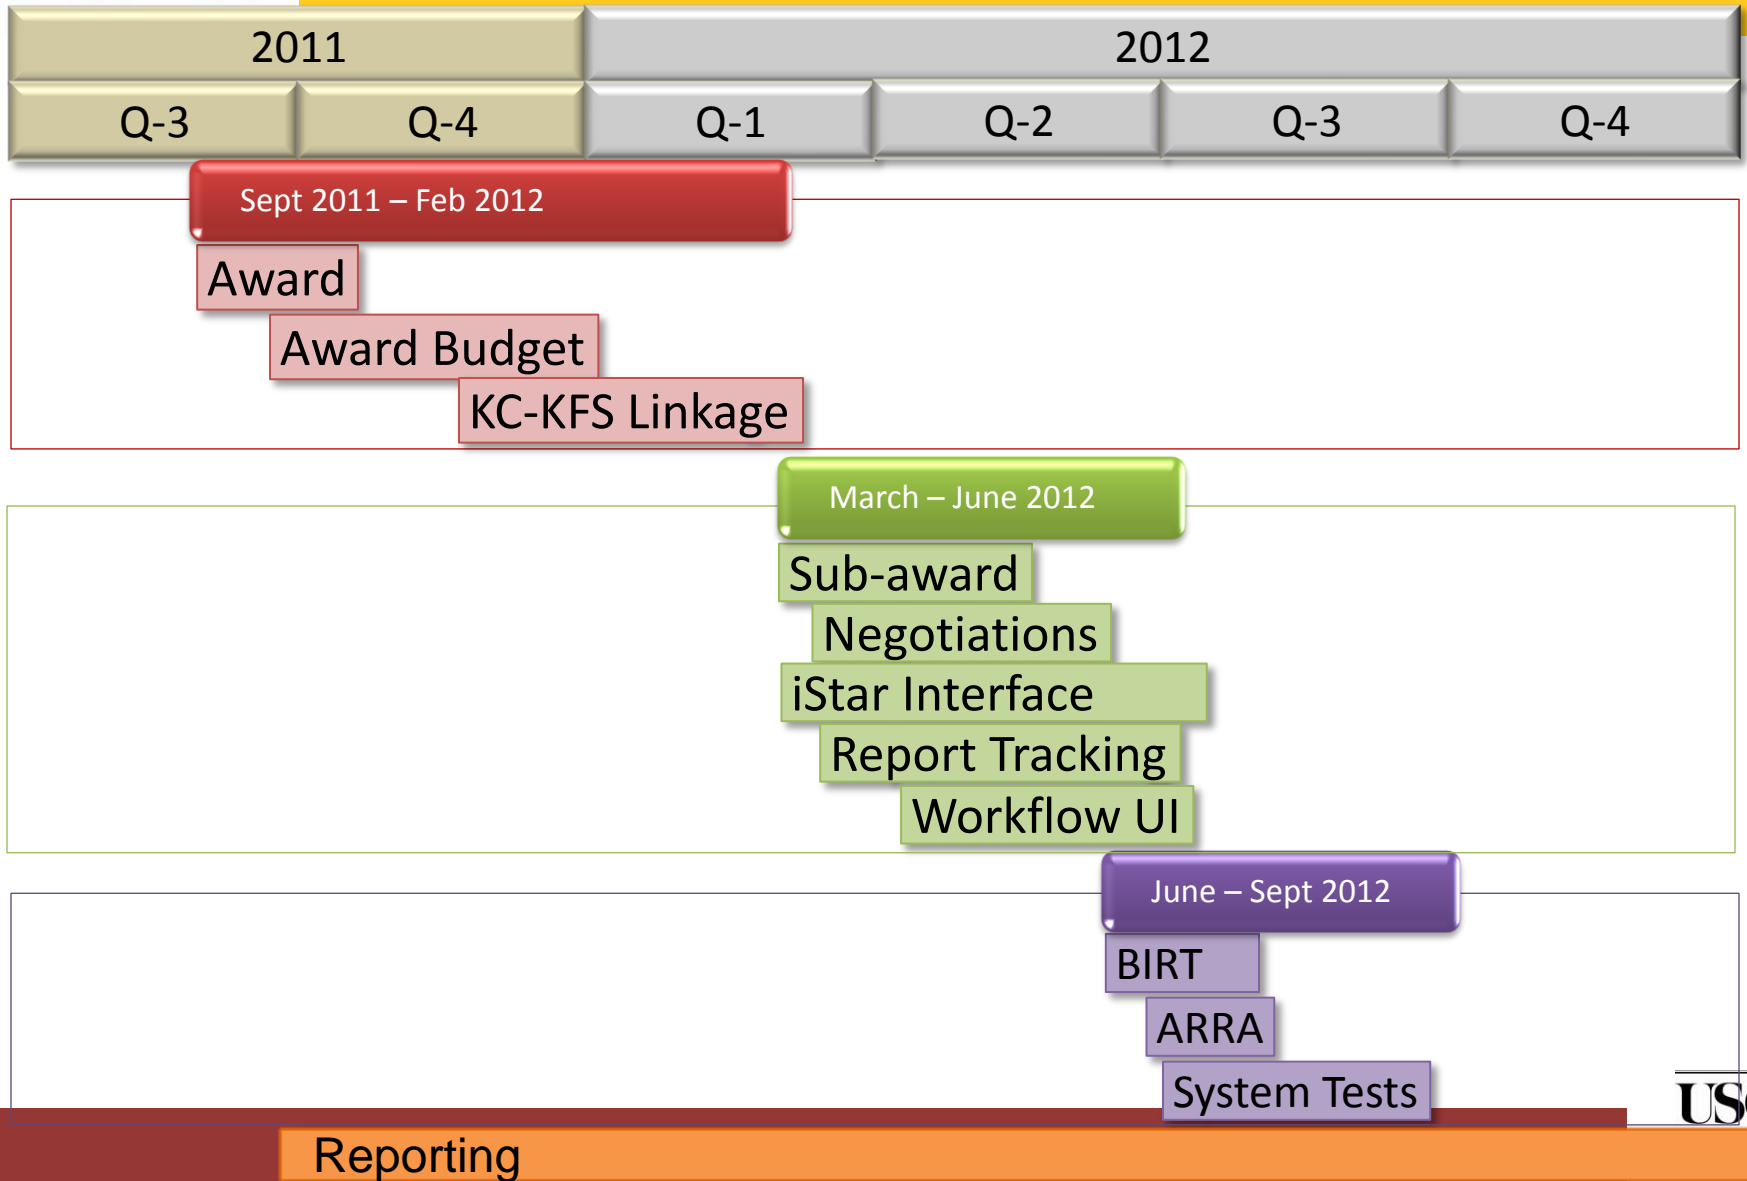 2011 2012
Q-3 Q-4 Q-1 Q-2 Q-3 Q-4
Sept 2011 – Feb 2012
Award
Award Budget
KC-KFS Linkage
March – June 2012
Sub-award
Negotiations
iStar Interface
Report Tracking
Workflow UI
June – Sept 2012
BIRT
ARRA
System Tests
Reporting